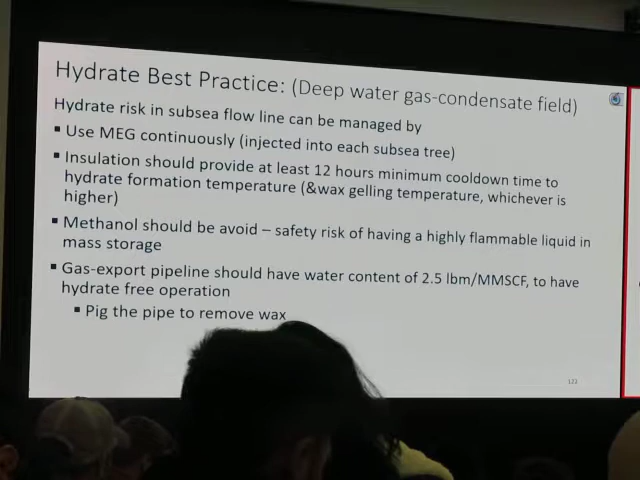 Hydrate Best Practice: (Deep water gas-condensate field)
Hydrate risk in subsea flow line can be managed by
▪ Use MEG continuously (injected into each subsea tree)
▪ Insulation should provide at least 12 hours minimum cooldown time to
hydrate formation temperature (&wax gelling temperature, whichever is
higher)
▪ Methanol should be avoid – safety risk of having a highly flammable liquid in
mass storage
▪ Gas-export pipeline should have water content of 2.5 lbm/MMSCF, to have
hydrate free operation
▪ Pig the pipe to remove wax
122